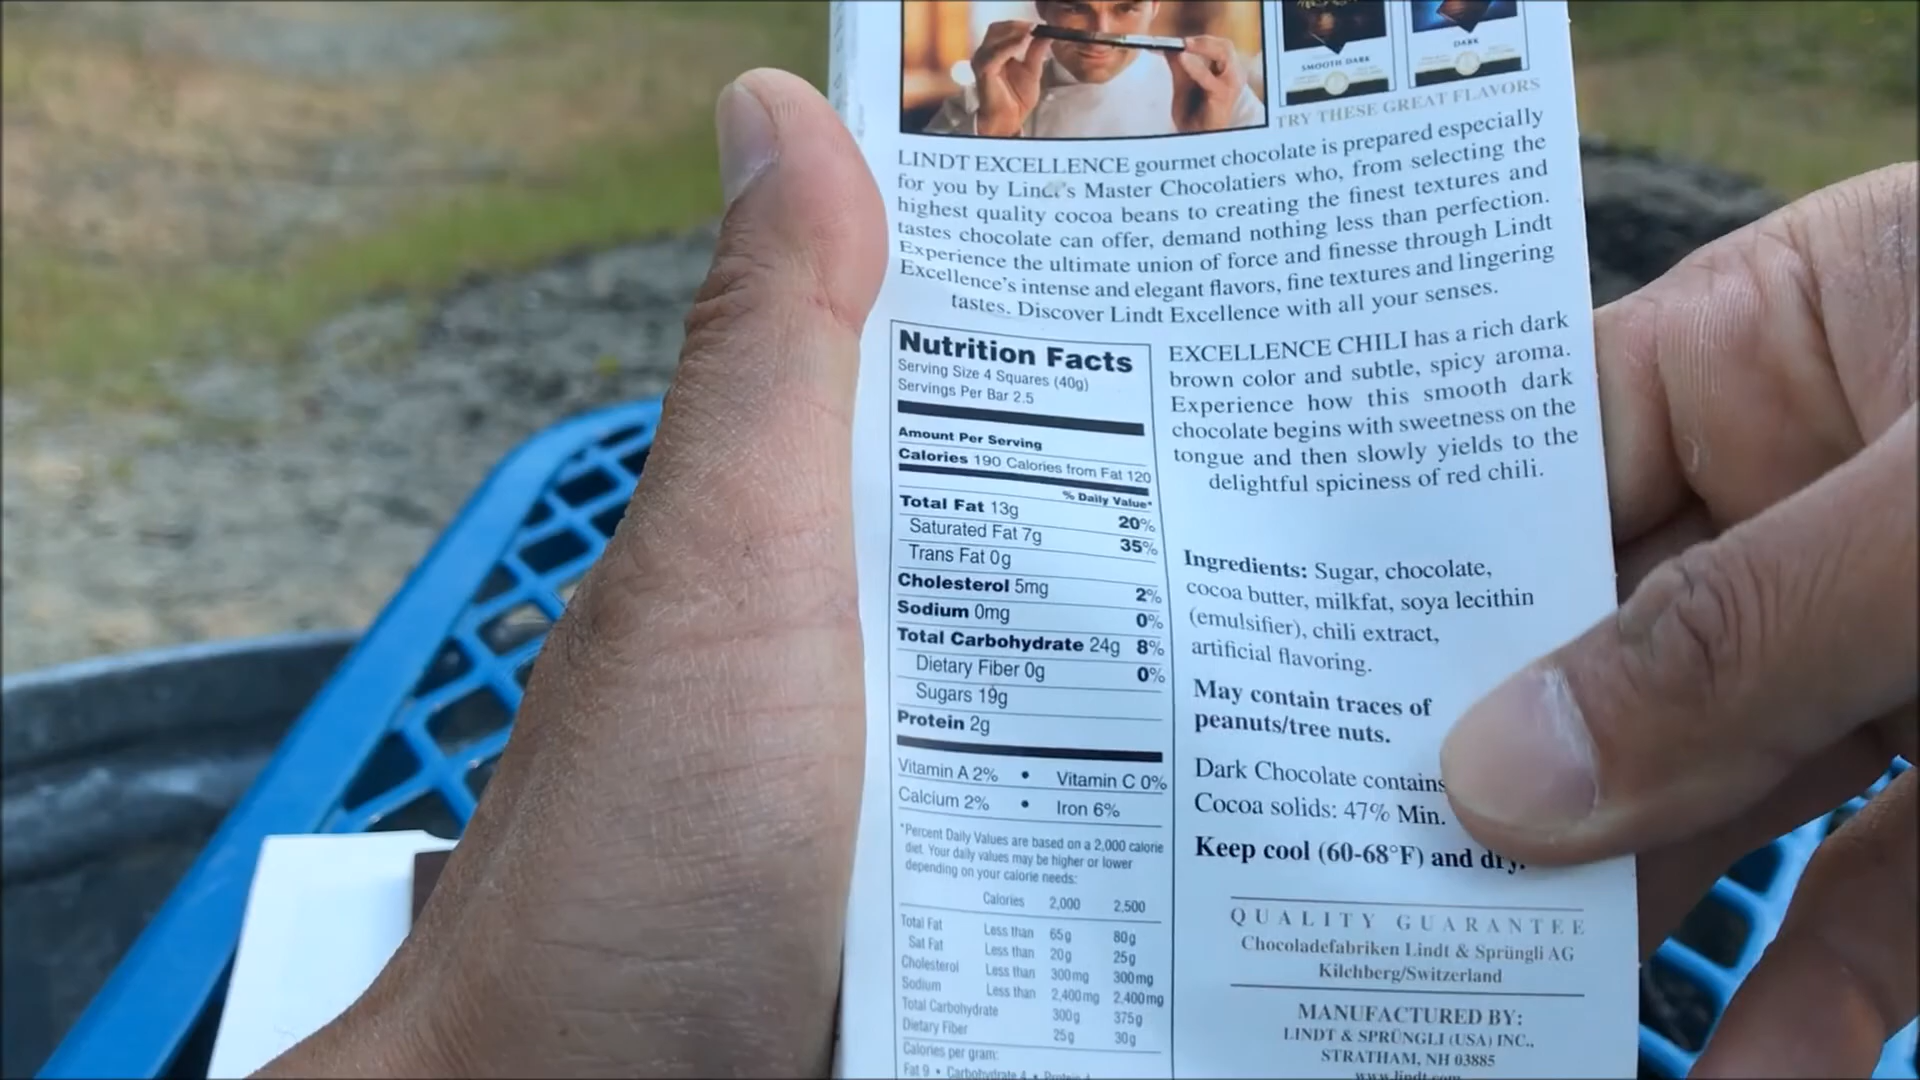 SMOOTH DARK
DARK
TRY THESE GREAT FLAVORS
LINDT EXCELLENCE gourmet chocolate is prepared especially
for you by Lindt's Master Chocolatiers who, from selecting the
highest quality cocoa beans to creating the finest textures and
tastes chocolate can offer, demand nothing less than perfection.
Experience the ultimate union of force and finesse through Lindt
Excellence's intense and elegant flavors, fine textures and lingering
tastes. Discover Lindt Excellence with all your senses.
Nutrition Facts
Serving Size 4 Squares (40g)
Servings Per Bar 2.5
Amount Per Serving
Calories 190 Calories from Fat 120
% Daily Value*
Total Fat 13g 20%
Saturated Fat 7g 35%
Trans Fat 0g
Cholesterol 5mg 2%
Sodium 0mg 0%
Total Carbohydrate 24g 8%
Dietary Fiber 0g 0%
Sugars 19g
Protein 2g
Vitamin A 2% • Vitamin C 0%
Calcium 2% • Iron 6%
*Percent Daily Values are based on a 2,000 calorie
diet. Your daily values may be higher or lower
depending on your calorie needs:
Calories 2,000 2,500
Total Fat Less than 65g 80g
Sat Fat Less than 20g 25g
Cholesterol Less than 300mg 300mg
Sodium Less than 2,400mg 2,400mg
Total Carbohydrate 300g 375g
Dietary Fiber 25g 30g
Calories per gram:
Fat 9 • Carbohydrate 4 • Protein 4
EXCELLENCE CHILI has a rich dark
brown color and subtle, spicy aroma.
Experience how this smooth dark
chocolate begins with sweetness on the
tongue and then slowly yields to the
delightful spiciness of red chili.
Ingredients: Sugar, chocolate,
cocoa butter, milkfat, soya lecithin
(emulsifier), chili extract,
artificial flavoring.
May contain traces of
peanuts/tree nuts.
Dark Chocolate contains
Cocoa solids: 47% Min.
Keep cool (60-68°F) and dry.
QUALITY GUARANTEE
Chocoladefabriken Lindt & Sprüngli AG
Kilchberg/Switzerland
MANUFACTURED BY:
LINDT & SPRÜNGLI (USA) INC.,
STRATHAM, NH 03885
www.lindt.com